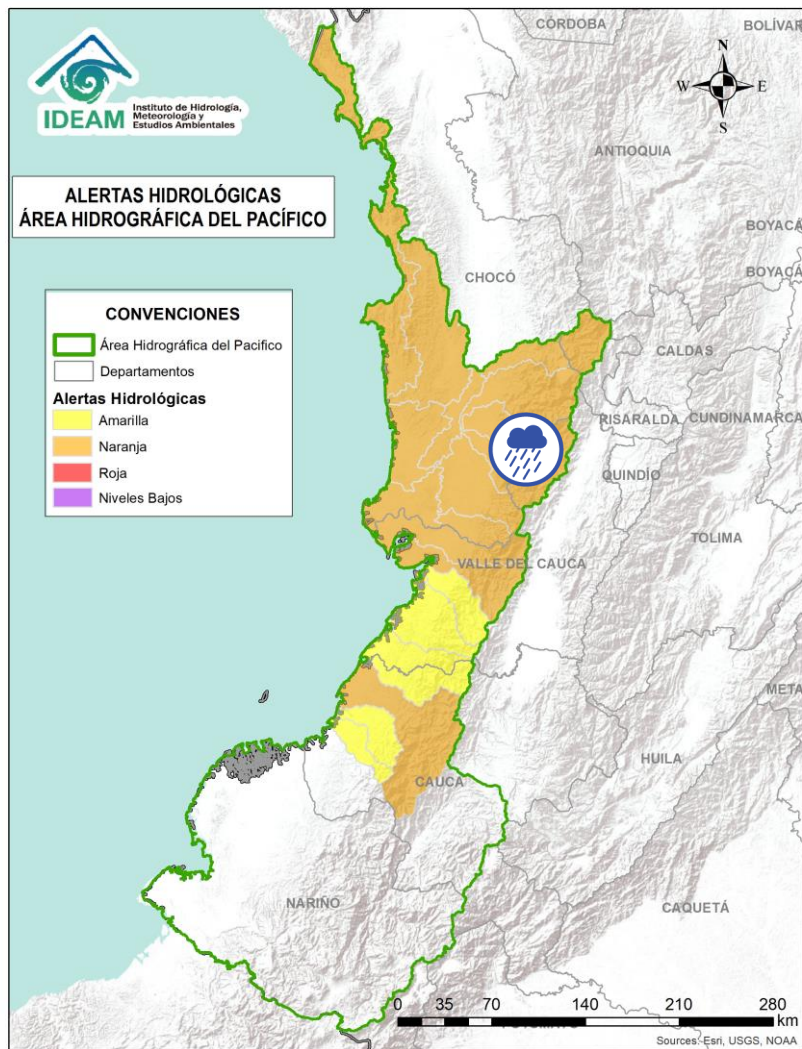 CÓRDOBA
BOLÍVAR
N
W
E
S
IDEAM
Instituto de Hidrología,
Meteorología y
Estudios Ambientales
ANTIOQUIA
ALERTAS HIDROLÓGICAS
ÁREA HIDROGRÁFICA DEL PACÍFICO
BOYACÁ
BOYACÁ
CHOCÓ
CONVENCIONES
Área Hidrográfica del Pacifico
Departamentos
Alertas Hidrológicas
Amarilla
Naranja
Roja
Niveles Bajos
CALDAS
RISARALDA
CUNDINAMARCA
QUINDÍO
TOLIMA
VALLE DEL CAUCA
META
HUILA
CAUCA
NARIÑO
CAQUETÁ
0 35 70 140 210 280
km
Sources: Esri, USGS, NOAA